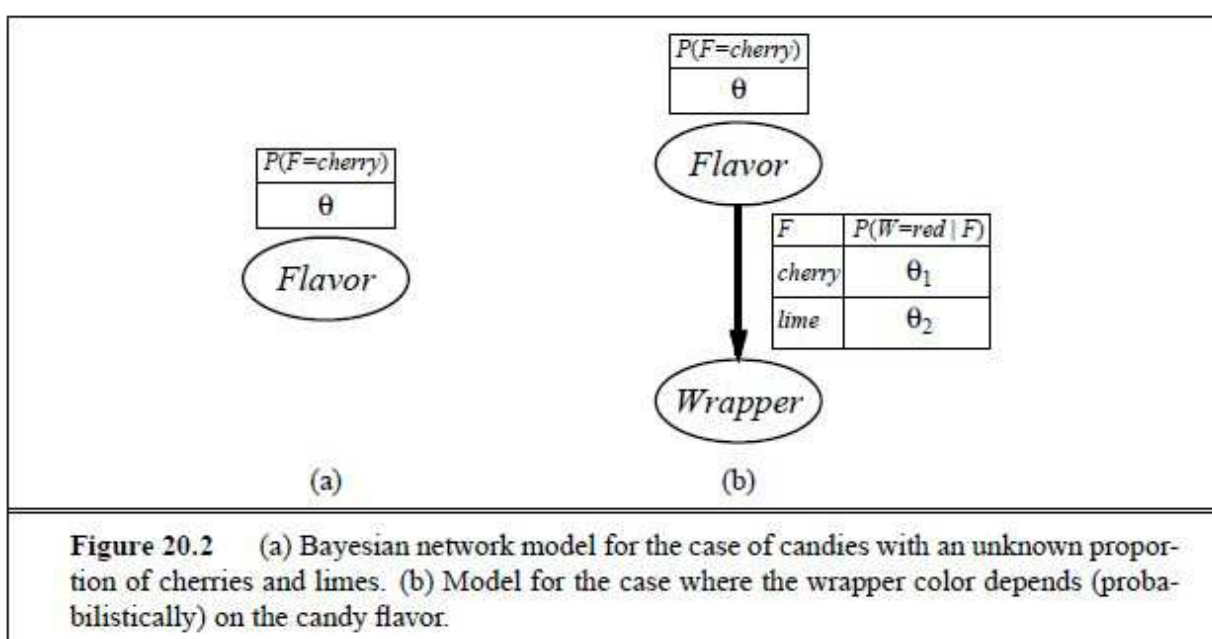 P(F=cherry)
θ
Flavor
(a)
P(F=cherry)
θ
Flavor
F P(W=red | F)
cherry θ1
lime θ2
Wrapper
(b)
Figure 20.2 (a) Bayesian network model for the case of candies with an unknown propor-
tion of cherries and limes. (b) Model for the case where the wrapper color depends (proba-
bilistically) on the candy flavor.